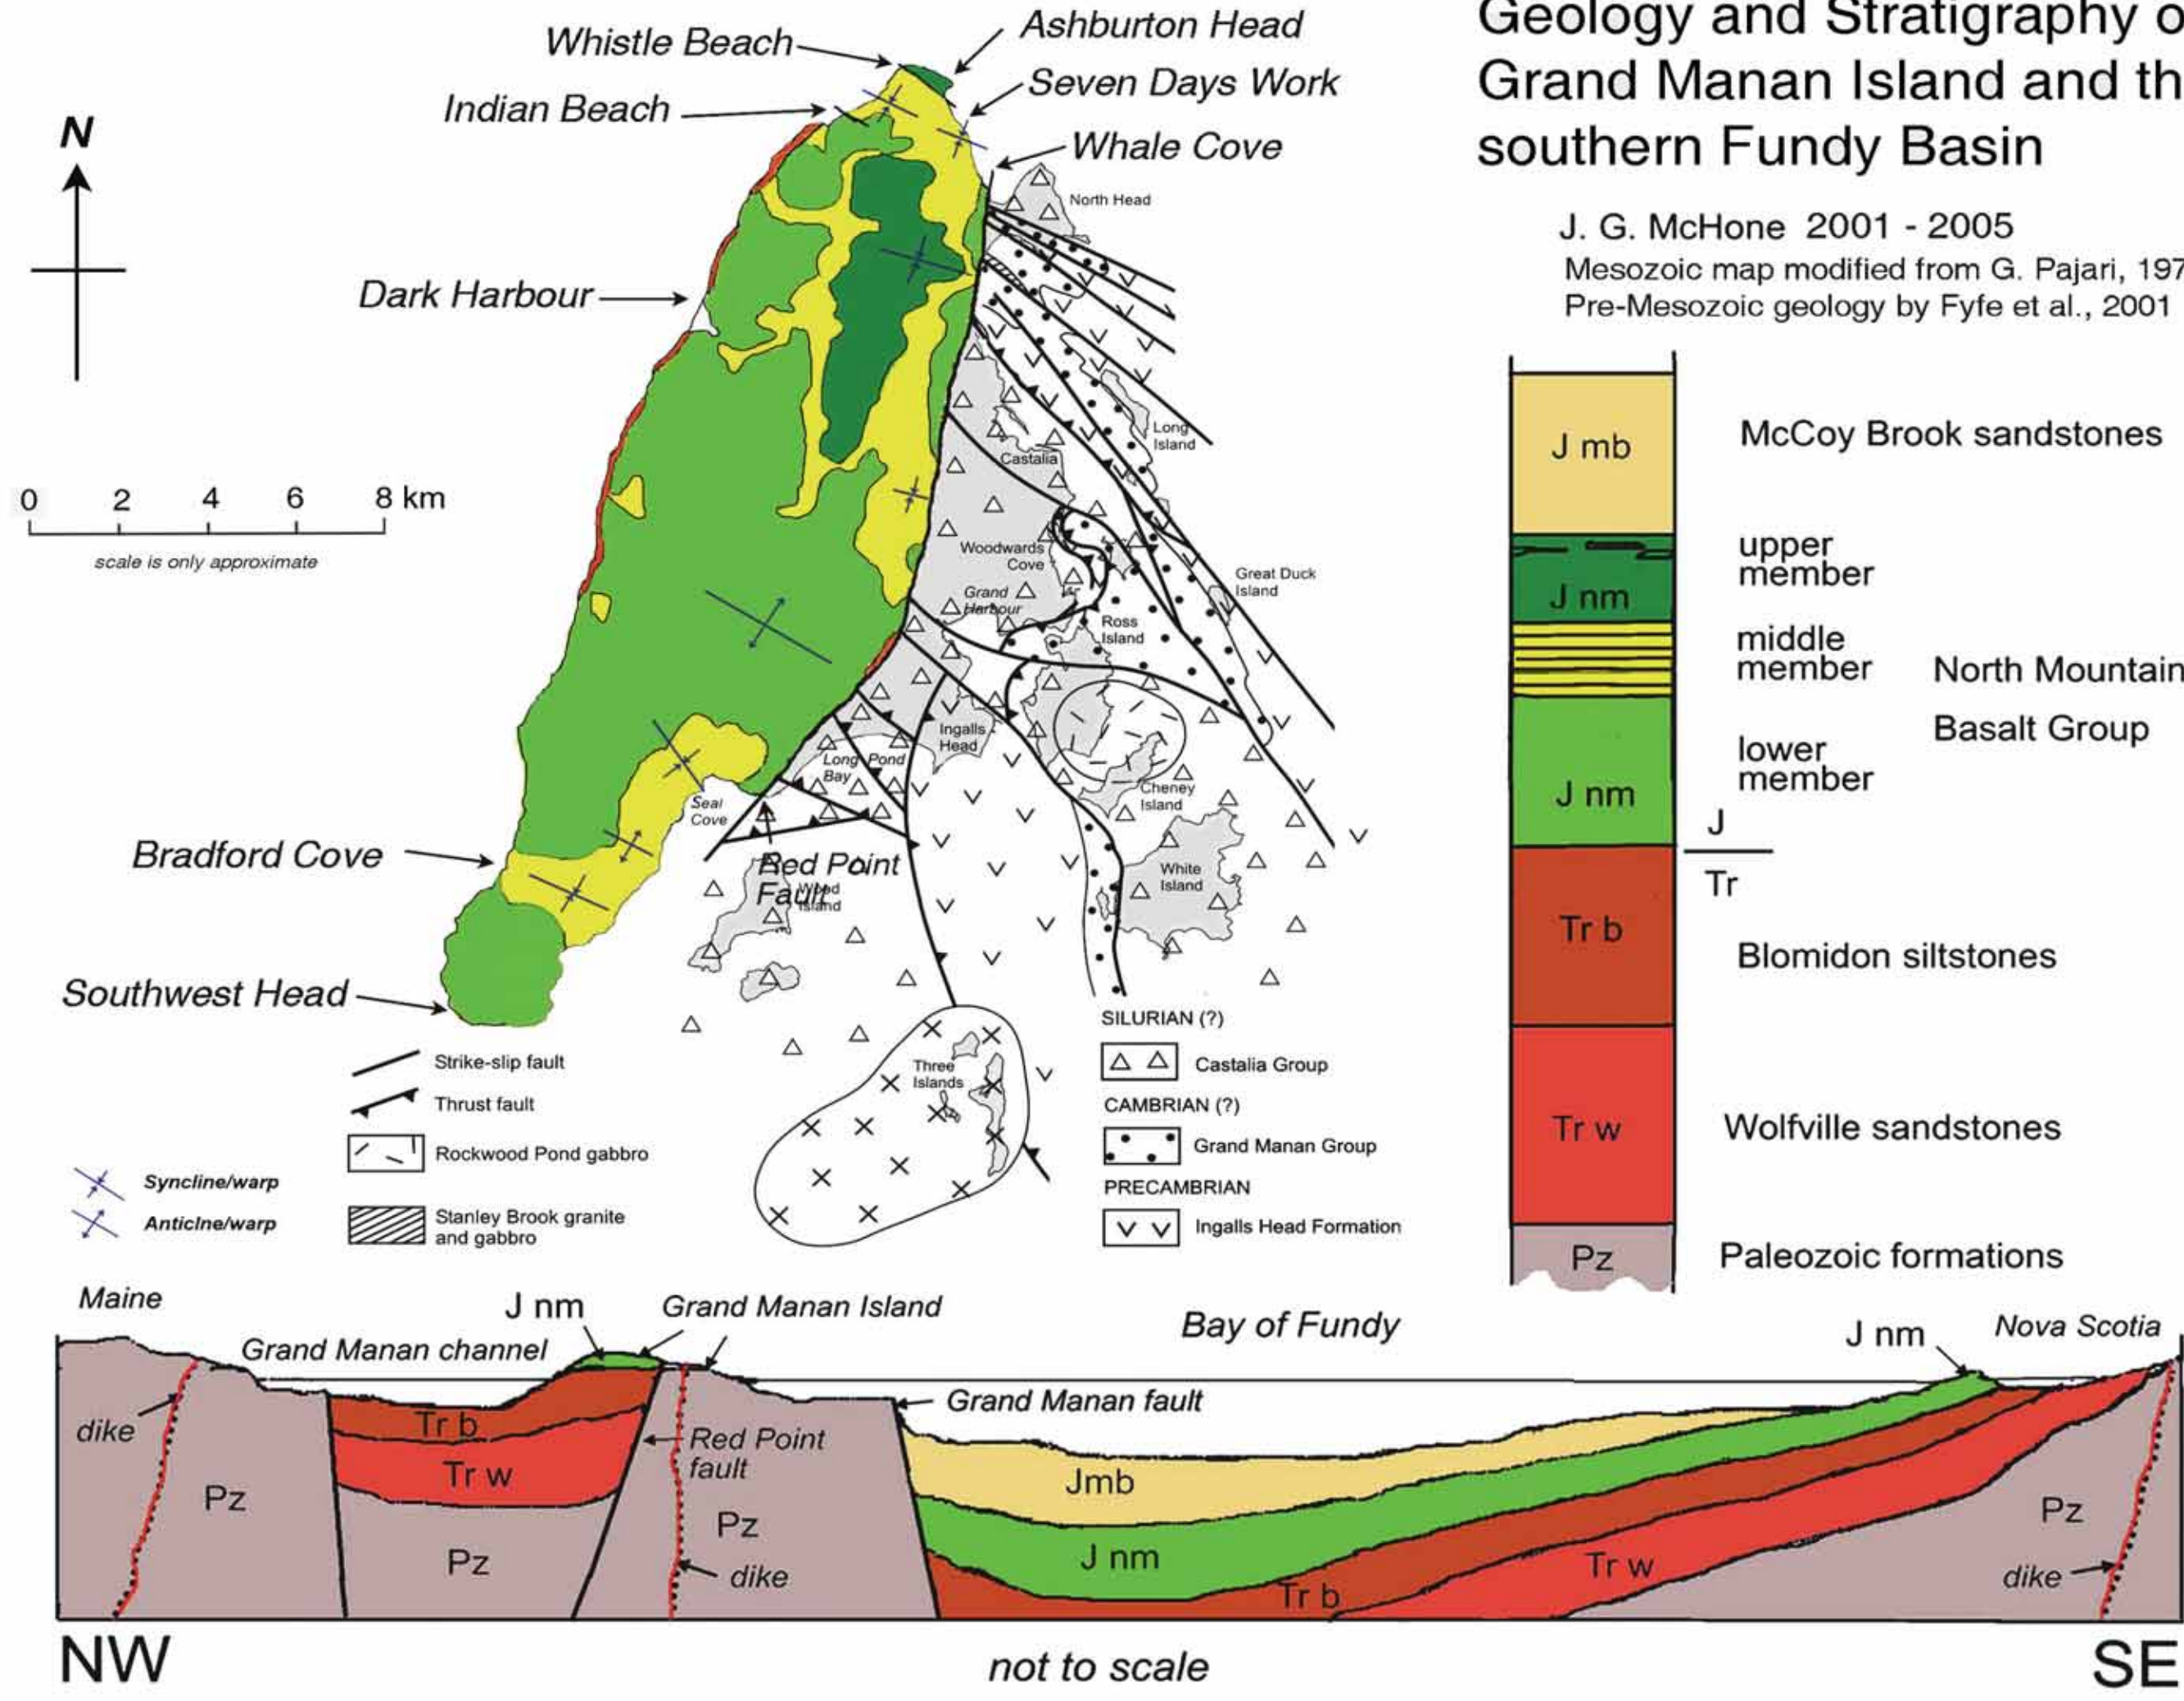 Geology and Stratigraphy o
Grand Manan Island and th
southern Fundy Basin
J. G. McHone 2001 - 2005
Mesozoic map modified from G. Pajari, 197
Pre-Mesozoic geology by Fyfe et al., 2001
Whistle Beach
Ashburton Head
Seven Days Work
Indian Beach
Whale Cove
N
North Head
Dark Harbour
Long
Island
Castalia
0 2 4 6 8 km
scale is only approximate
Woodwards
Cove
Great Duck
Island
Grand
Harbour
Ross
Island
Ingalls
Head
Long Pond
Bay
Seal
Cove
Cheney
Island
Bradford Cove
Red Point
Fault
Wood
Island
White
Island
Southwest Head
Three
Islands
Strike-slip fault
Thrust fault
Rockwood Pond gabbro
Stanley Brook granite
and gabbro
Syncline/warp
Anticlne/warp
SILURIAN (?)
Castalia Group
CAMBRIAN (?)
Grand Manan Group
PRECAMBRIAN
Ingalls Head Formation
J mb
McCoy Brook sandstones
J nm
upper
member
middle
member
North Mountain
Basalt Group
J nm
lower
member
J
Tr
Tr b
Blomidon siltstones
Tr w
Wolfville sandstones
Pz
Paleozoic formations
Maine
J nm
Grand Manan Island
Grand Manan channel
Bay of Fundy
J nm
Nova Scotia
Grand Manan fault
dike
Tr b
Red Point
fault
Tr w
Jmb
Pz
Pz
Pz
Pz
dike
J nm
Tr b
Tr w
dike
NW
not to scale
SE